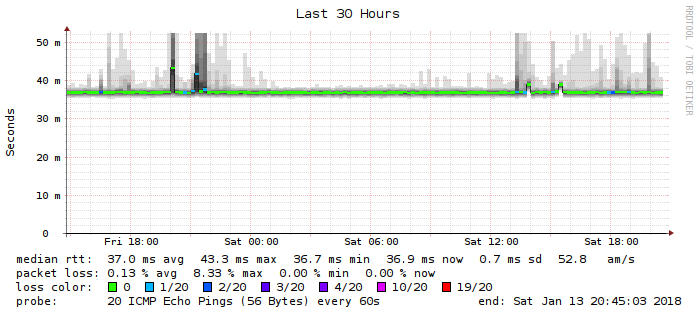 Last 30 Hours
RRDTOOL / TOBI OETIKER
Seconds
50 m
40 m
30 m
20 m
10 m
0
Fri 18:00 Sat 00:00 Sat 06:00 Sat 12:00 Sat 18:00
median rtt: 37.0 ms avg 43.3 ms max 36.7 ms min 36.9 ms now 0.7 ms sd 52.8 am/s
packet loss: 0.13 % avg 8.33 % max 0.00 % min 0.00 % now
loss color: 0 1/20 2/20 3/20 4/20 10/20 19/20
probe: 20 ICMP Echo Pings (56 Bytes) every 60s end: Sat Jan 13 20:45:03 2018